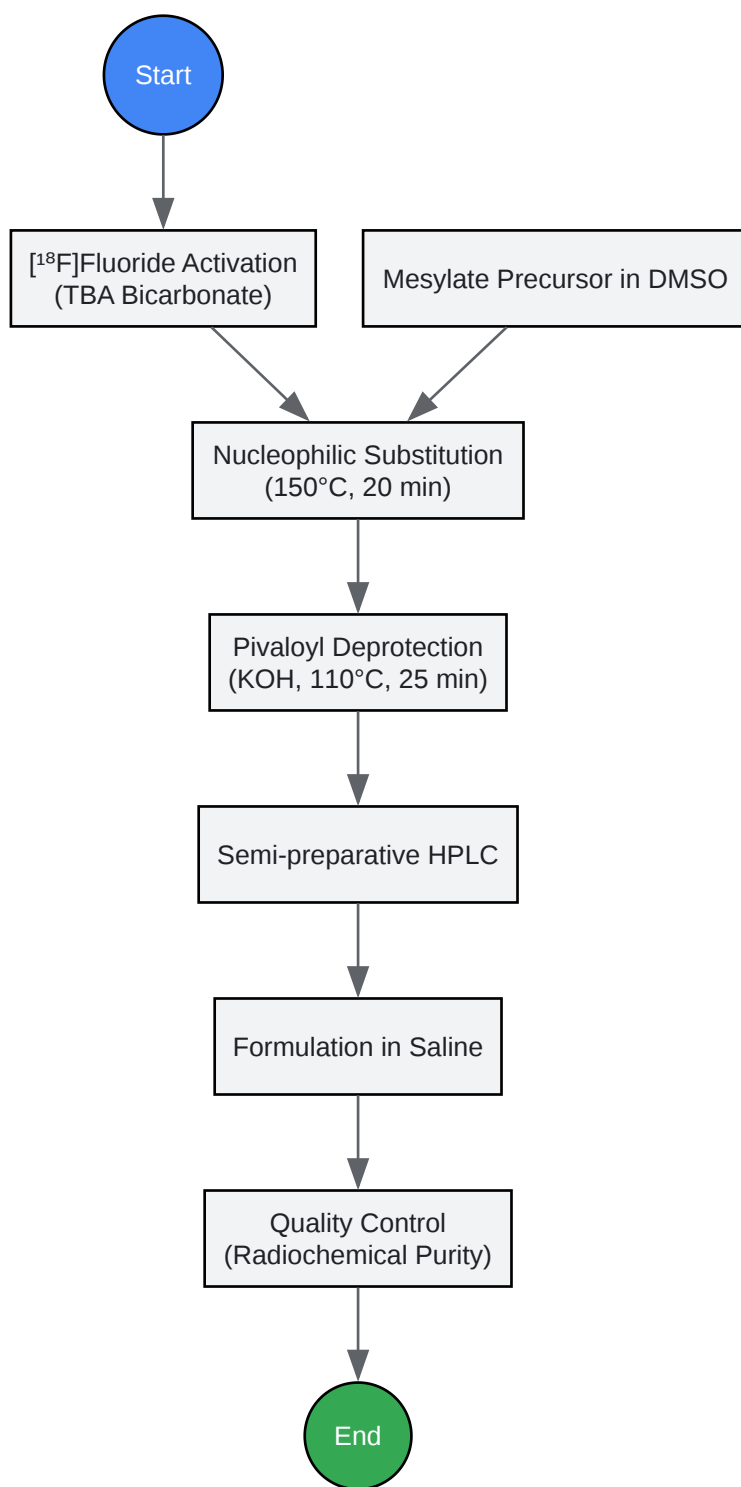 Start
[¹⁸F]Fluoride Activation
(TBA Bicarbonate)
Mesylate Precursor in DMSO
Nucleophilic Substitution
(150°C, 20 min)
Pivaloyl Deprotection
(KOH, 110°C, 25 min)
Semi-preparative HPLC
Formulation in Saline
Quality Control
(Radiochemical Purity)
End